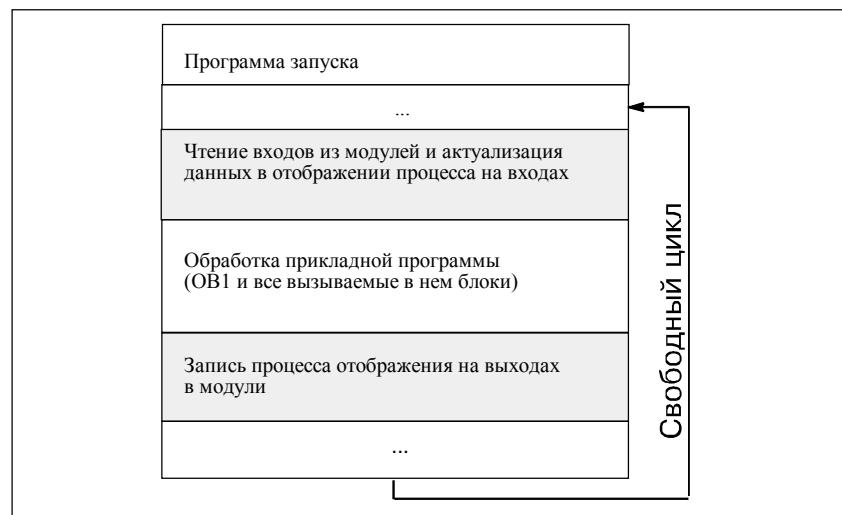 Программа запуска
...
Чтение входов из модулей и актуализация
данных в отображении процесса на входах
Обработка прикладной программы
(OB1 и все вызываемые в нем блоки)
Запись процесса отображения на выходах
в модули
...
Свободный цикл